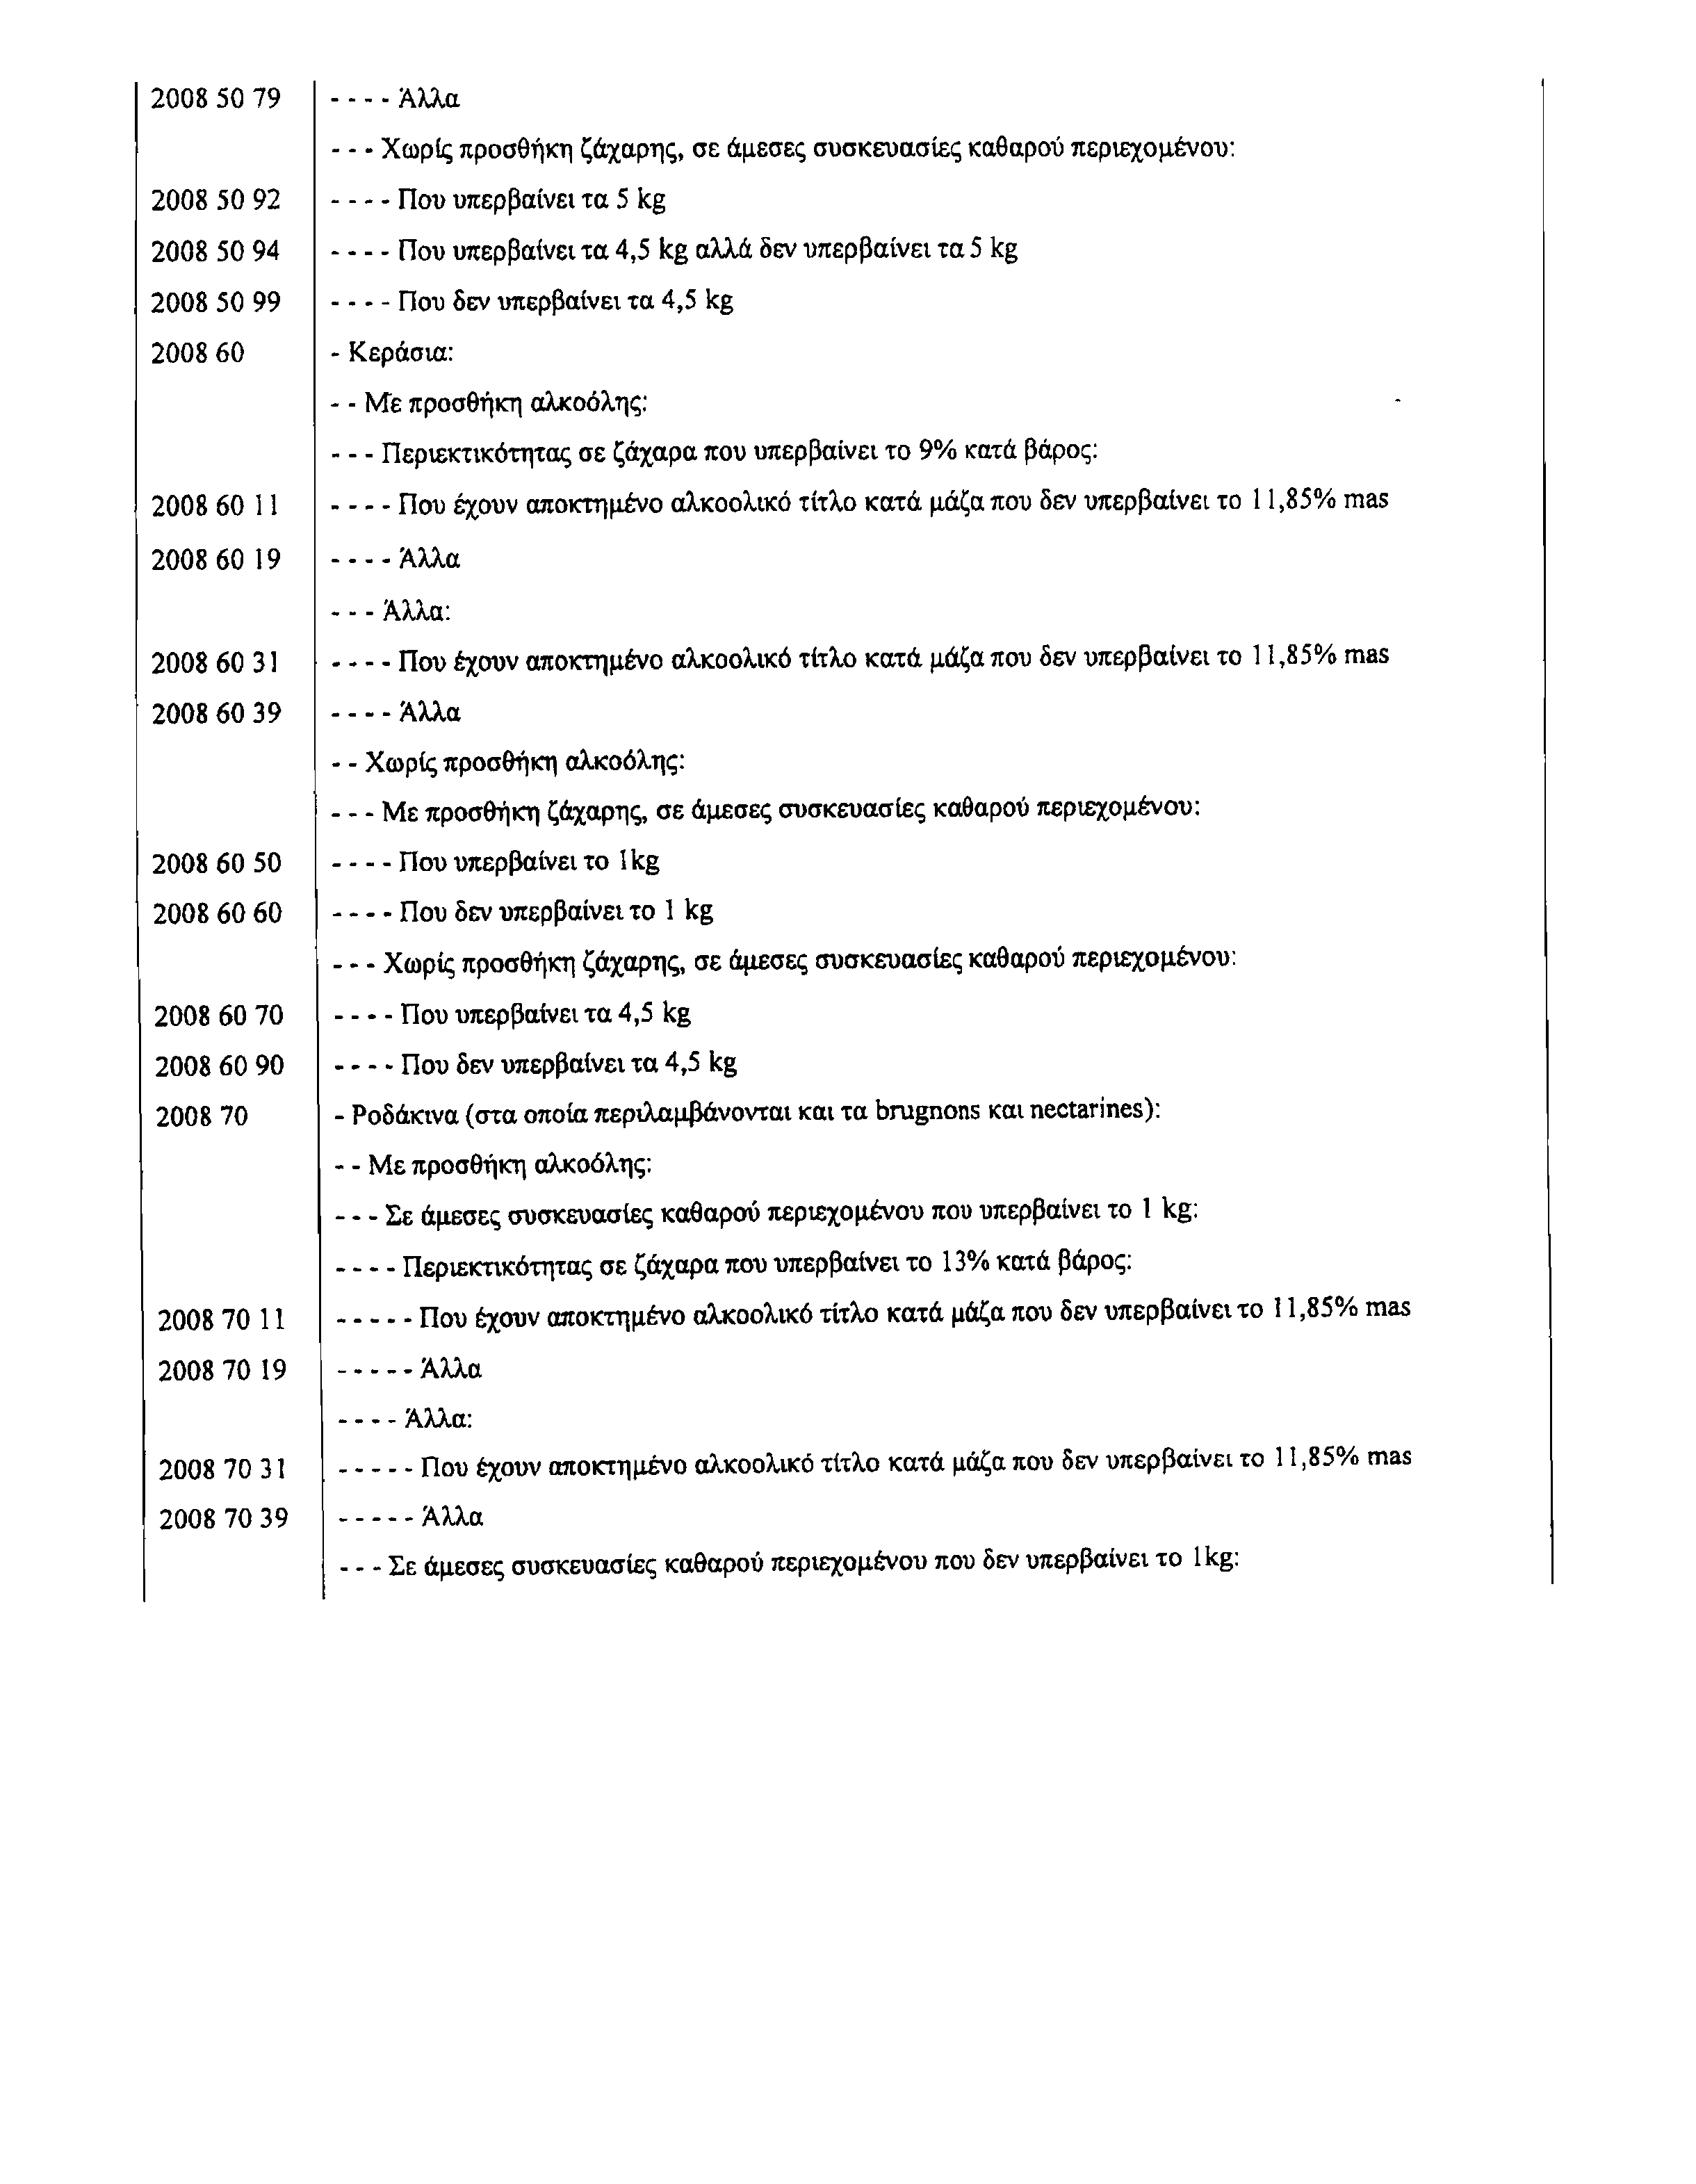 2008 50 79 - - - - Άλλα
- - - Χωρίς προσθήκη ζάχαρης, σε άμεσες συσκευασίες καθαρού περιεχομένου:
2008 50 92 - - - - Που υπερβαίνει τα 5 kg
2008 50 94 - - - - Που υπερβαίνει τα 4,5 kg αλλά δεν υπερβαίνει τα 5 kg
2008 50 99 - - - - Που δεν υπερβαίνει τα 4,5 kg
2008 60 - Κεράσια:
- - Με προσθήκη αλκοόλης:
- - - Περιεκτικότητας σε ζάχαρα που υπερβαίνει το 9% κατά βάρος:
2008 60 11 - - - - Που έχουν αποκτημένο αλκοολικό τίτλο κατά μάζα που δεν υπερβαίνει το 11,85% mas
2008 60 19 - - - - Άλλα
- - - Άλλα:
2008 60 31 - - - - Που έχουν αποκτημένο αλκοολικό τίτλο κατά μάζα που δεν υπερβαίνει το 11,85% mas
2008 60 39 - - - - Άλλα
- - Χωρίς προσθήκη αλκοόλης:
- - - Με προσθήκη ζάχαρης, σε άμεσες συσκευασίες καθαρού περιεχομένου:
2008 60 50 - - - - Που υπερβαίνει το 1kg
2008 60 60 - - - - Που δεν υπερβαίνει το 1 kg
- - - Χωρίς προσθήκη ζάχαρης, σε άμεσες συσκευασίες καθαρού περιεχομένου:
2008 60 70 - - - - Που υπερβαίνει τα 4,5 kg
2008 60 90 - - - - Που δεν υπερβαίνει τα 4,5 kg
2008 70 - Ροδάκινα (στα οποία περιλαμβάνονται και τα brugnons και nectarines):
- - Με προσθήκη αλκοόλης:
- - - Σε άμεσες συσκευασίες καθαρού περιεχομένου που υπερβαίνει το 1 kg:
- - - - Περιεκτικότητας σε ζάχαρα που υπερβαίνει το 13% κατά βάρος:
2008 70 11 - - - - - Που έχουν αποκτημένο αλκοολικό τίτλο κατά μάζα που δεν υπερβαίνει το 11,85% mas
2008 70 19 - - - - - Άλλα
- - - - Άλλα:
2008 70 31 - - - - - Που έχουν αποκτημένο αλκοολικό τίτλο κατά μάζα που δεν υπερβαίνει το 11,85% mas
2008 70 39 - - - - - Άλλα
- - - Σε άμεσες συσκευασίες καθαρού περιεχομένου που δεν υπερβαίνει το 1kg: